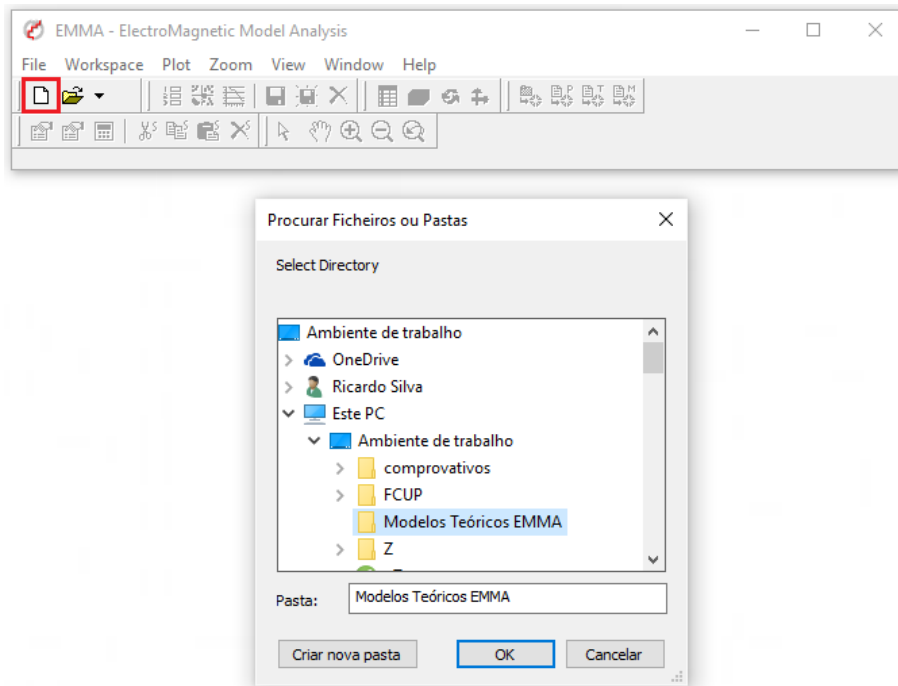 EMMA - ElectroMagnetic Model Analysis
File Workspace Plot Zoom View Window Help
Procurar Ficheiros ou Pastas
Select Directory
Ambiente de trabalho
OneDrive
Ricardo Silva
Este PC
Ambiente de trabalho
comprovativos
FCUP
Modelos Teóricos EMMA
Z
Pasta: Modelos Teóricos EMMA
Criar nova pasta OK Cancelar